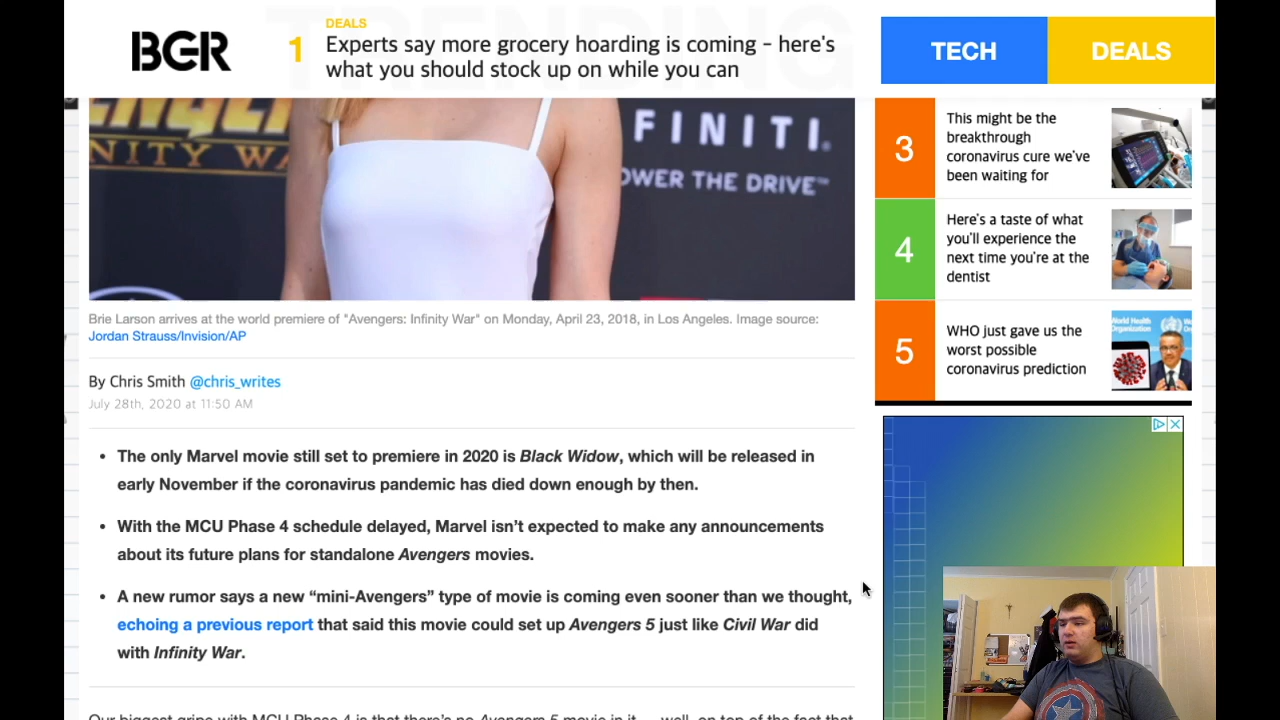 BGR
1
DEALS
Experts say more grocery hoarding is coming – here's
what you should stock up on while you can
TECH
DEALS
FINITI.
OWER THE DRIVE™
NITY WA
Brie Larson arrives at the world premiere of "Avengers: Infinity War" on Monday, April 23, 2018, in Los Angeles. Image source:
Jordan Strauss/Invision/AP
By Chris Smith @chris_writes
July 28th, 2020 at 11:50 AM
• The only Marvel movie still set to premiere in 2020 is Black Widow, which will be released in
early November if the coronavirus pandemic has died down enough by then.
• With the MCU Phase 4 schedule delayed, Marvel isn’t expected to make any announcements
about its future plans for standalone Avengers movies.
• A new rumor says a new “mini-Avengers” type of movie is coming even sooner than we thought,
echoing a previous report that said this movie could set up Avengers 5 just like Civil War did
with Infinity War.
Our biggest gripe with MCU Phase 4 is that there's no Avengers 5 movie in it — well, on top of the fact that
3
This might be the
breakthrough
coronavirus cure we've
been waiting for
4
Here's a taste of what
you'll experience the
next time you're at the
dentist
5
WHO just gave us the
worst possible
coronavirus prediction